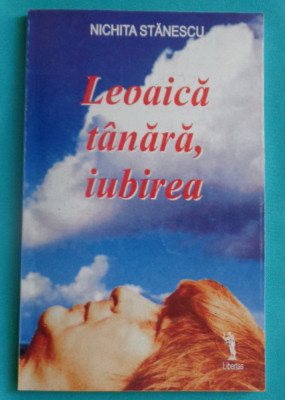 NICHITA STĂNESCU
Leoaică
tânără,
iubirea
Libertas